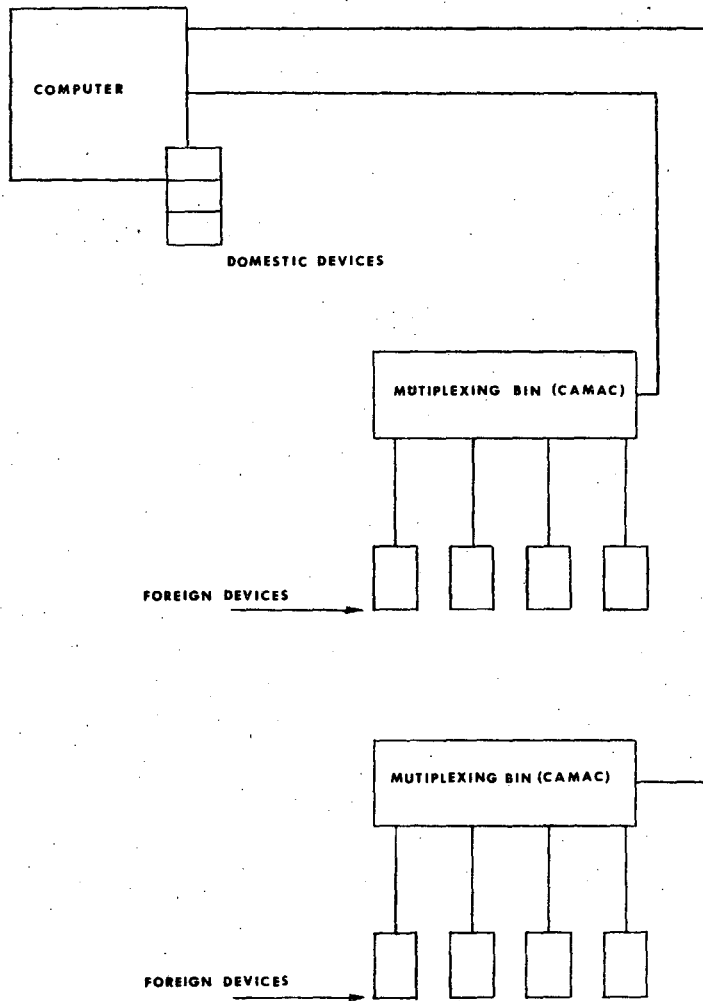 COMPUTER
DOMESTIC DEVICES
MUTIPLEXING BIN (CAMAC)
FOREIGN DEVICES
MUTIPLEXING BIN (CAMAC)
FOREIGN DEVICES